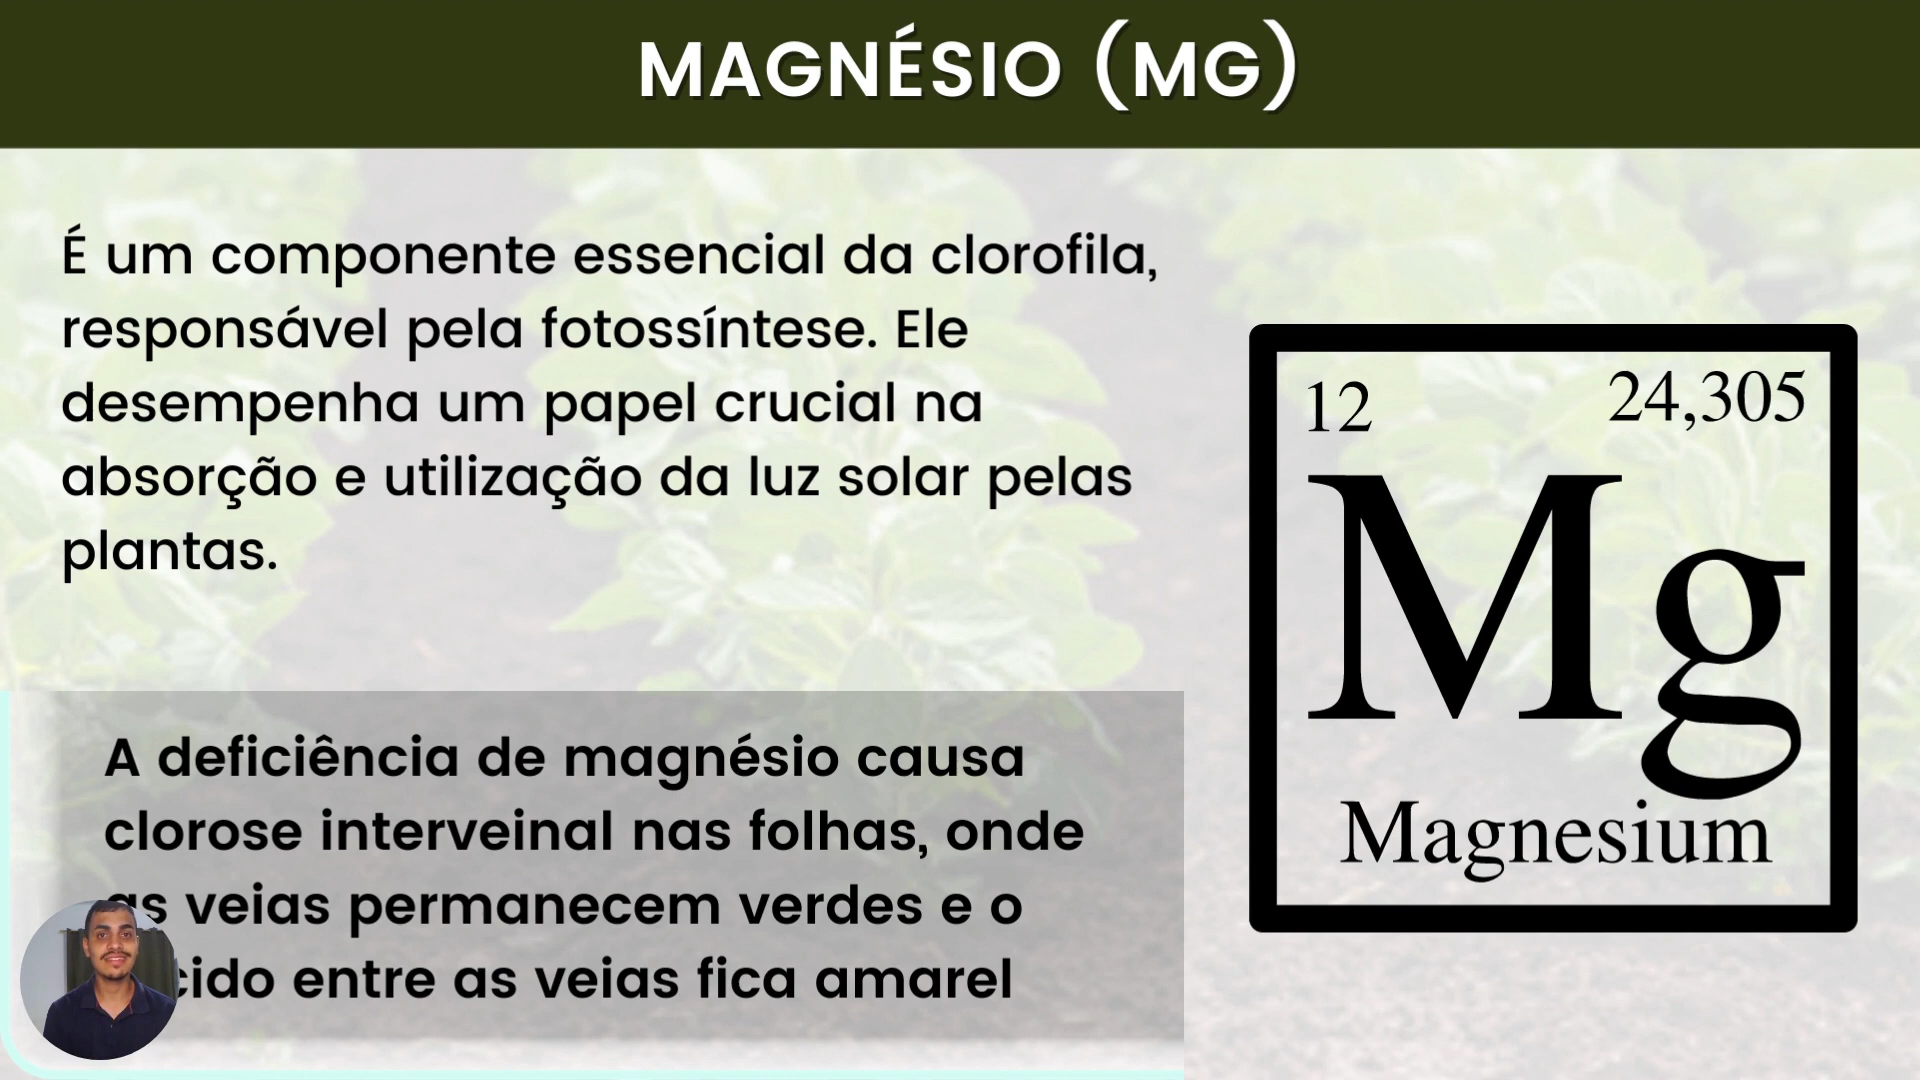 MAGNÉSIO (MG)
É um componente essencial da clorofila,
responsável pela fotossíntese. Ele
desempenha um papel crucial na
absorção e utilização da luz solar pelas
plantas.
A deficiência de magnésio causa
clorose interveinal nas folhas, onde
as veias permanecem verdes e o
cido entre as veias fica amarel
12
24,305
Mg
Magnesium